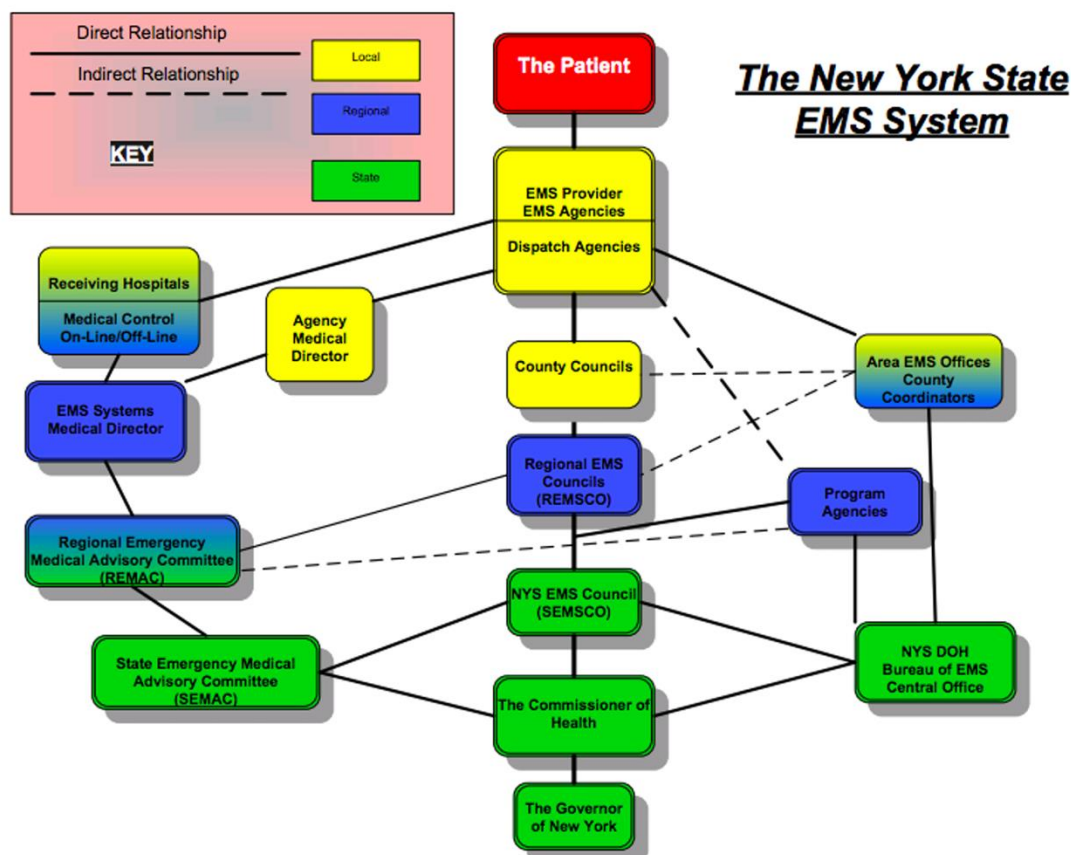 Direct Relationship
Indirect Relationship
KEY
Local
Regional
State
The New York State
EMS System
The Patient
EMS Provider
EMS Agencies
Dispatch Agencies
Receiving Hospitals
Medical Control
On-Line/Off-Line
Agency
Medical
Director
County Councils
Area EMS Offices
County
Coordinators
EMS Systems
Medical Director
Regional EMS
Councils
(REMSCO)
Program
Agencies
Regional Emergency
Medical Advisory Committee
(REMAC)
NYS EMS Council
(SEMSCO)
State Emergency Medical
Advisory Committee
(SEMAC)
NYS DOH
Bureau of EMS
Central Office
The Commissioner of
Health
The Governor
of New York